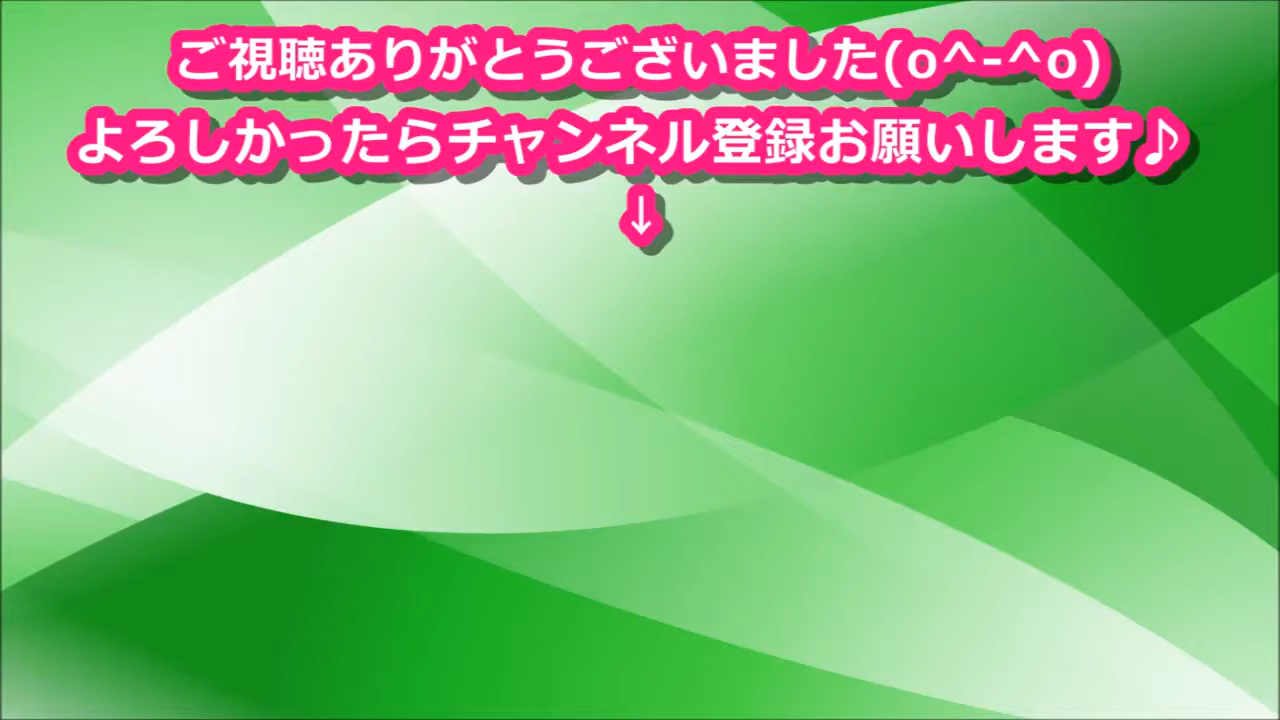 ご視聴ありがとうございました(o^-^o)
よろしかったらチャンネル登録お願いします♪
↓